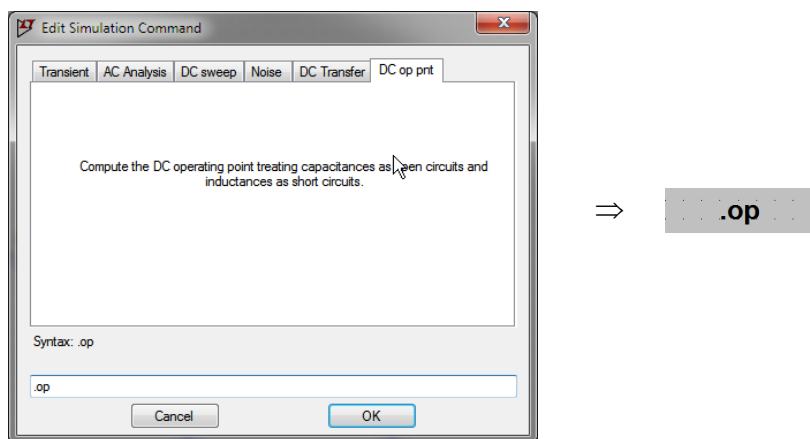 Edit Simulation Command
Transient AC Analysis DC sweep Noise DC Transfer DC op pnt
Compute the DC operating point treating capacitances as open circuits and
inductances as short circuits.
⇒ .op
Syntax: .op
.op
Cancel OK